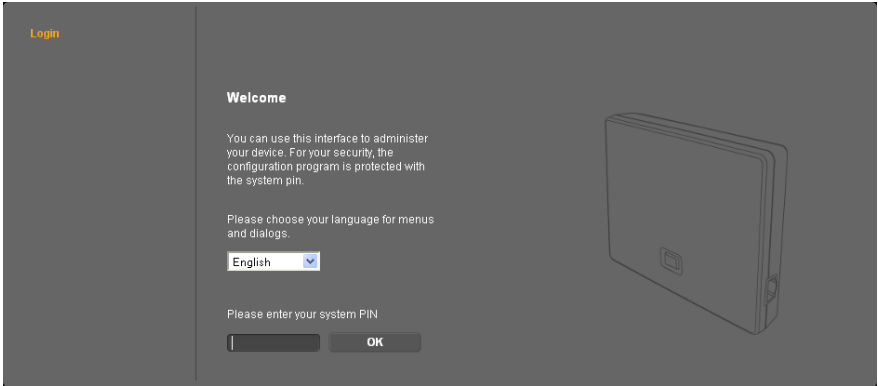 Login
Welcome
You can use this interface to administer
your device. For your security, the
configuration program is protected with
the system pin.
Please choose your language for menus
and dialogs.
English
Please enter your system PIN
OK